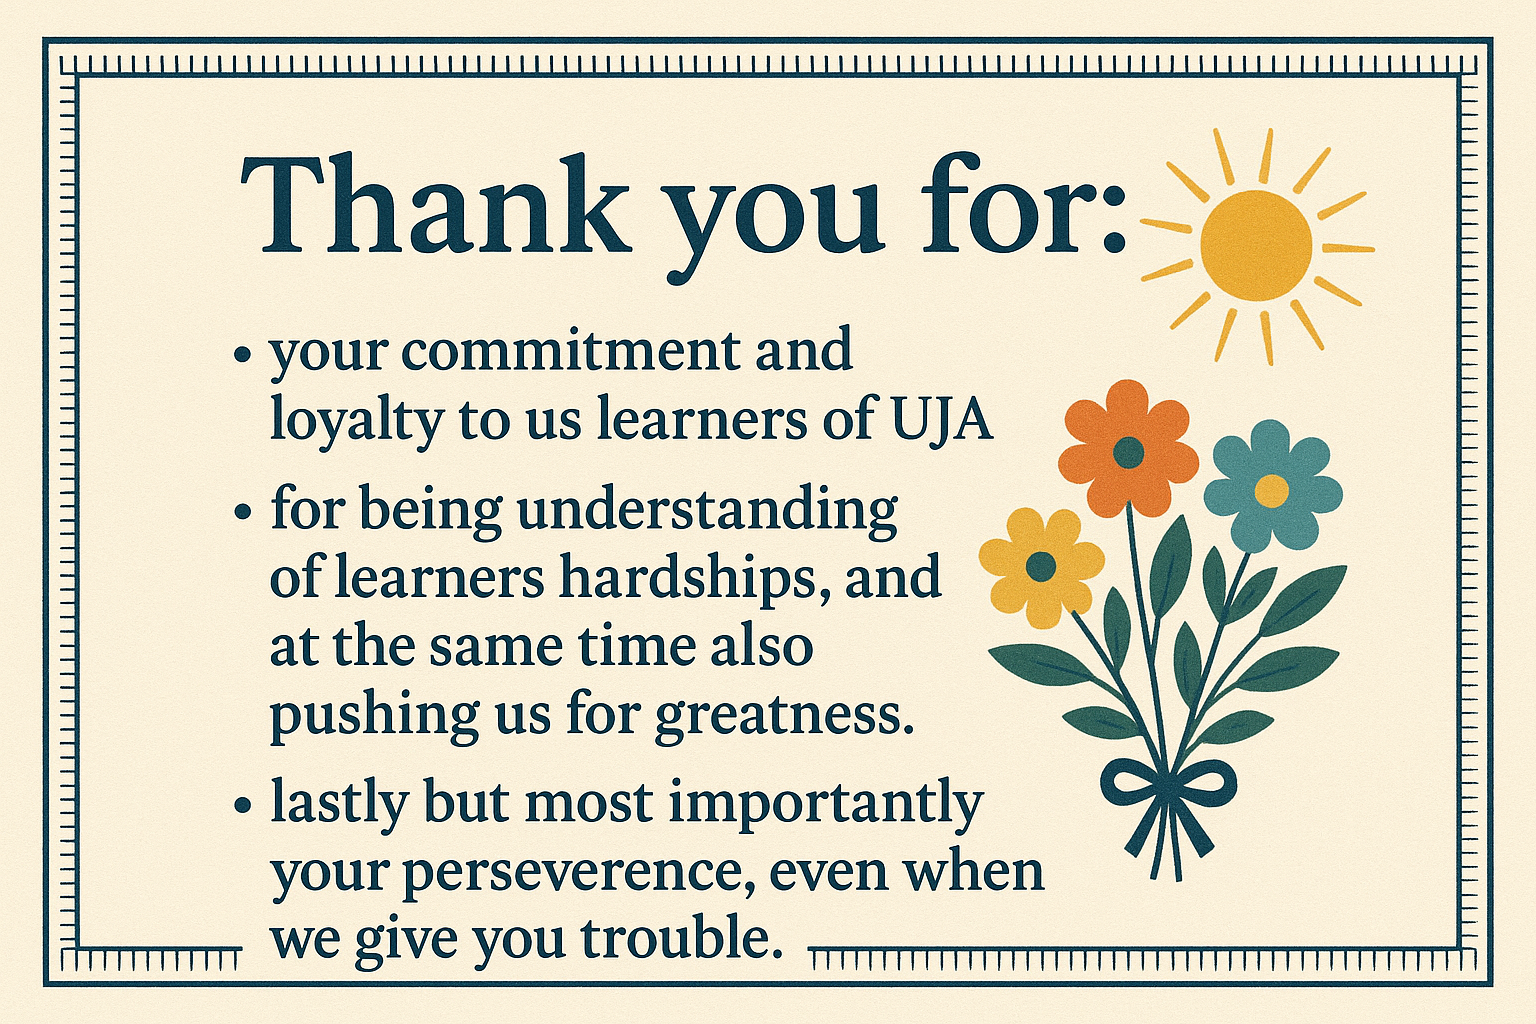 Thank you for:
• your commitment and
loyalty to us learners of UJA
• for being understanding
of learners hardships, and
at the same time also
pushing us for greatness.
• lastly but most importantly
your perseverence, even when
we give you trouble.